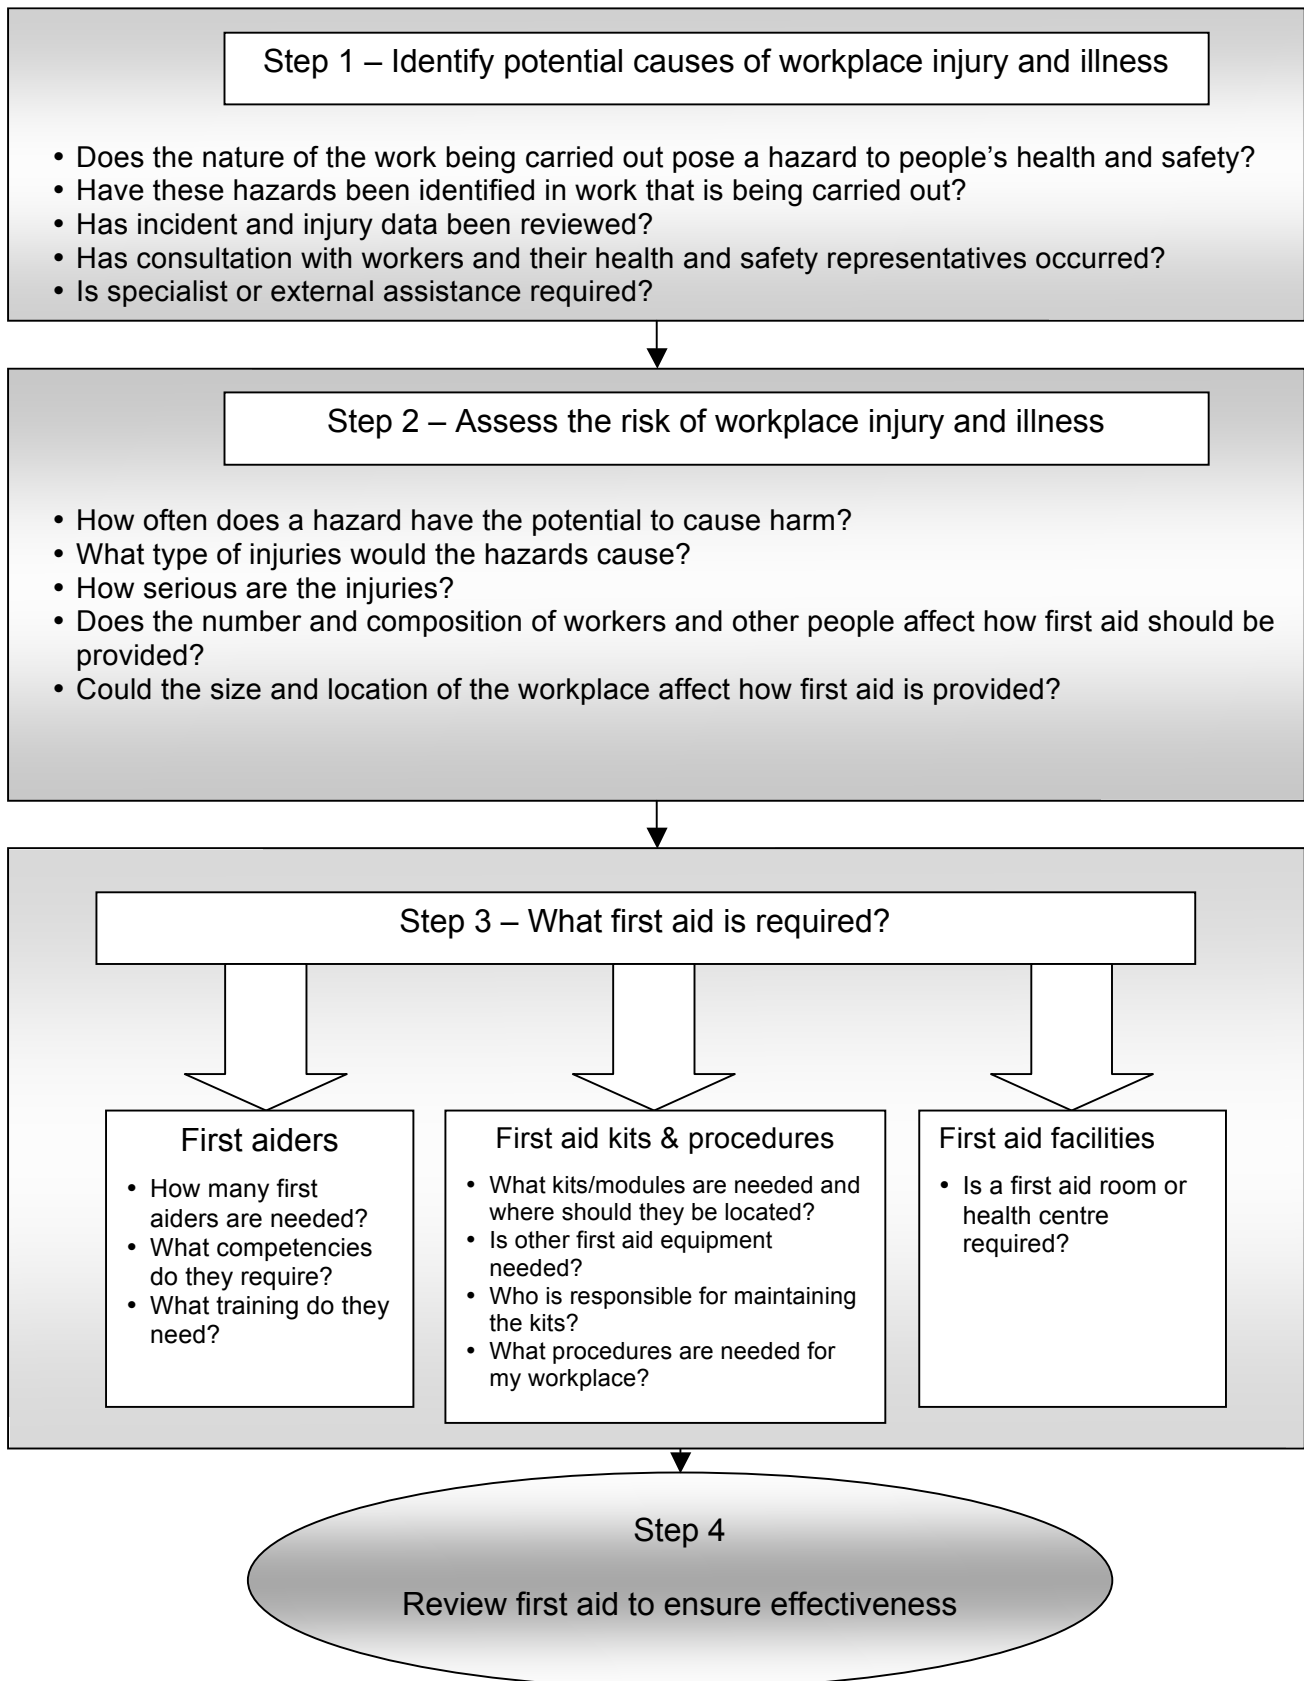 Step 1 – Identify potential causes of workplace injury and illness
• Does the nature of the work being carried out pose a hazard to people’s health and safety?
• Have these hazards been identified in work that is being carried out?
• Has incident and injury data been reviewed?
• Has consultation with workers and their health and safety representatives occurred?
• Is specialist or external assistance required?
Step 2 – Assess the risk of workplace injury and illness
• How often does a hazard have the potential to cause harm?
• What type of injuries would the hazards cause?
• How serious are the injuries?
• Does the number and composition of workers and other people affect how first aid should be
provided?
• Could the size and location of the workplace affect how first aid is provided?
Step 3 – What first aid is required?
First aiders
• How many first
aiders are needed?
• What competencies
do they require?
• What training do they
need?
First aid kits & procedures
• What kits/modules are needed and
where should they be located?
• Is other first aid equipment
needed?
• Who is responsible for maintaining
the kits?
• What procedures are needed for
my workplace?
First aid facilities
• Is a first aid room or
health centre
required?
Step 4
Review first aid to ensure effectiveness